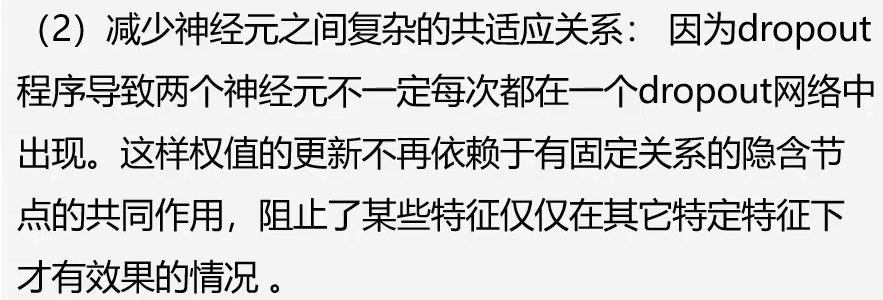 （2）减少神经元之间复杂的共适应关系： 因为dropout
程序导致两个神经元不一定每次都在一个dropout网络中
出现。这样权值的更新不再依赖于有固定关系的隐含节
点的共同作用，阻止了某些特征仅仅在其它特定特征下
才有效果的情况 。